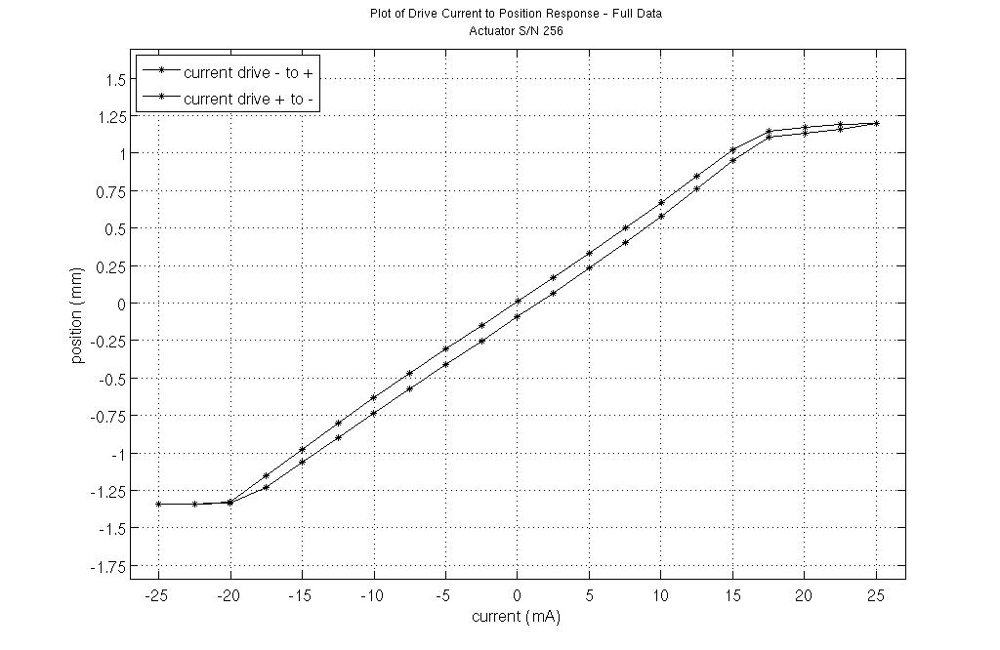 Plot of Drive Current to Position Response - Full Data
Actuator S/N 256
current drive - to +
current drive + to -
1.5
1.25
1
0.75
0.5
0.25
0
-0.25
-0.5
-0.75
-1
-1.25
-1.5
-1.75
position (mm)
-25 -20 -15 -10 -5 0 5 10 15 20 25
current (mA)